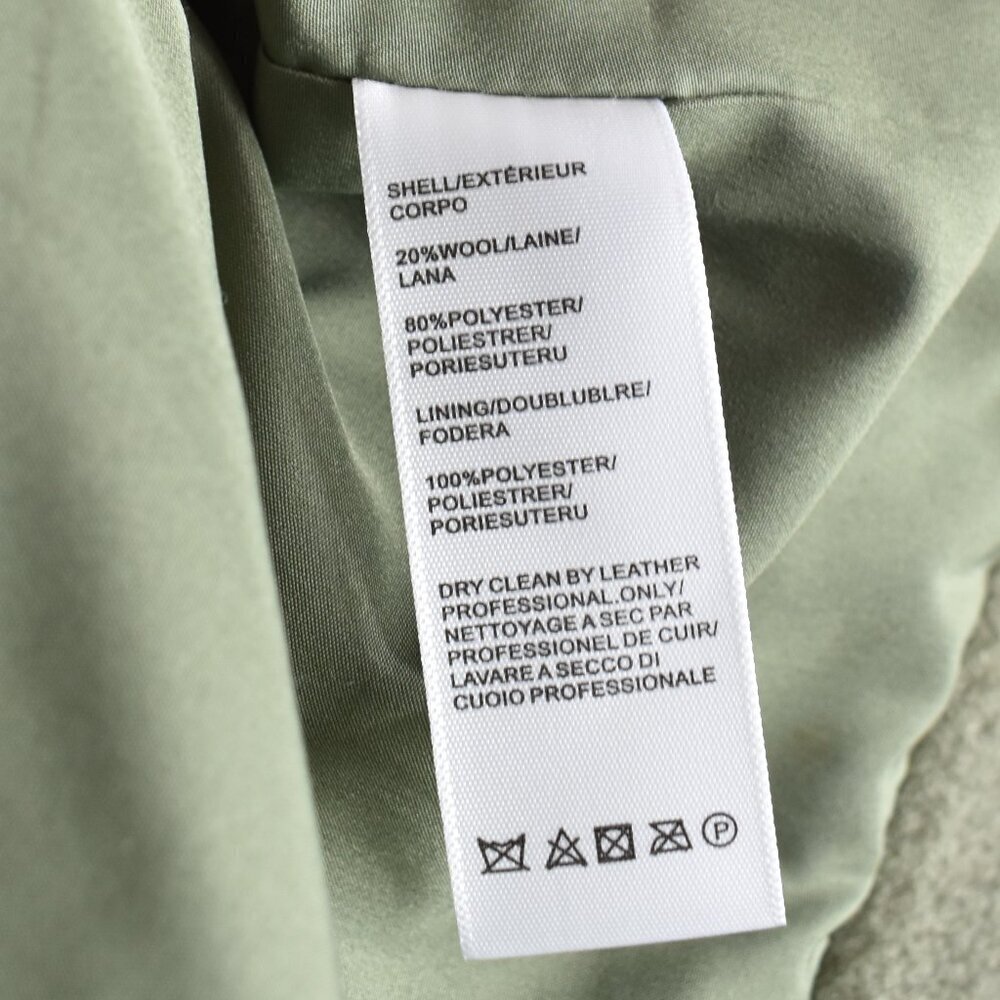 SHELL/EXTÉRIEUR
CORPO
20%WOOL/LAINE/
LANA
80%POLYESTER/
POLIESTRER/
PORIESUTERU
LINING/DOUBLUBLRE/
FODERA
100%POLYESTER/
POLIESTRER/
PORIESUTERU
DRY CLEAN BY LEATHER
PROFESSIONAL.ONLY/
NETTOYAGE A SEC PAR
PROFESSIONEL DE CUIR/
LAVARE A SECCO DI
CUOIO PROFESSIONALE
P